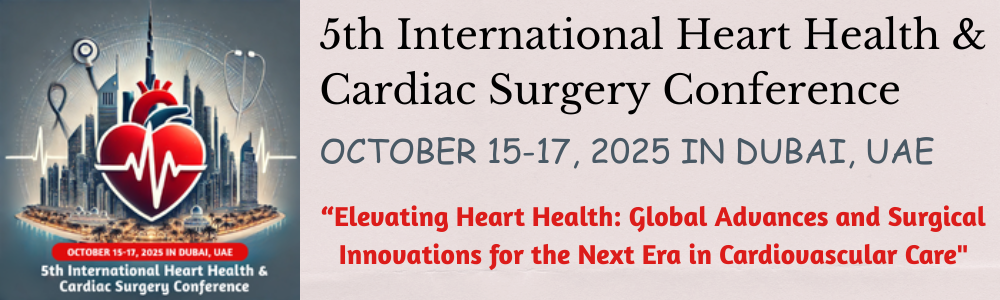 OCTOBER 15-17, 2025 IN DUBAI, UAE
5th International Heart Health &
Cardiac Surgery Conference
5th International Heart Health &
Cardiac Surgery Conference
OCTOBER 15-17, 2025 IN DUBAI, UAE
“Elevating Heart Health: Global Advances and Surgical
Innovations for the Next Era in Cardiovascular Care"